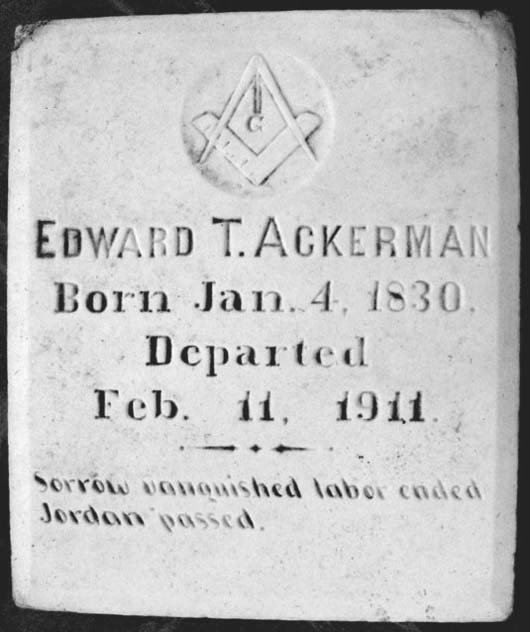 G
EDWARD T. ACKERMAN
Born Jan. 4, 1830.
Departed
Feb. 11, 1911.
Sorrow vanquished labor ended
Jordan passed.